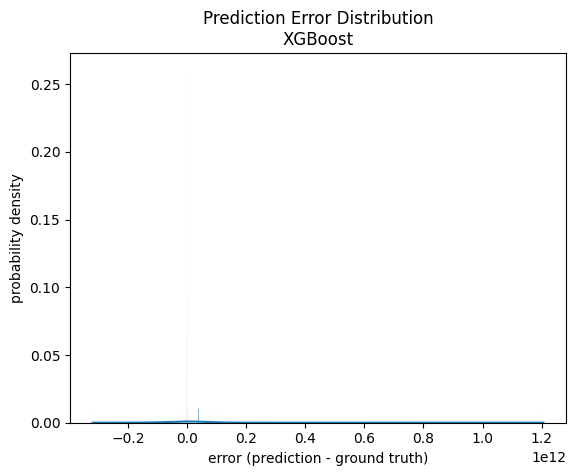 Prediction Error Distribution
XGBoost
0.25
0.20
0.15
0.10
0.05
0.00
probability density
−0.2 0.0 0.2 0.4 0.6 0.8 1.0 1.2
1e12
error (prediction - ground truth)